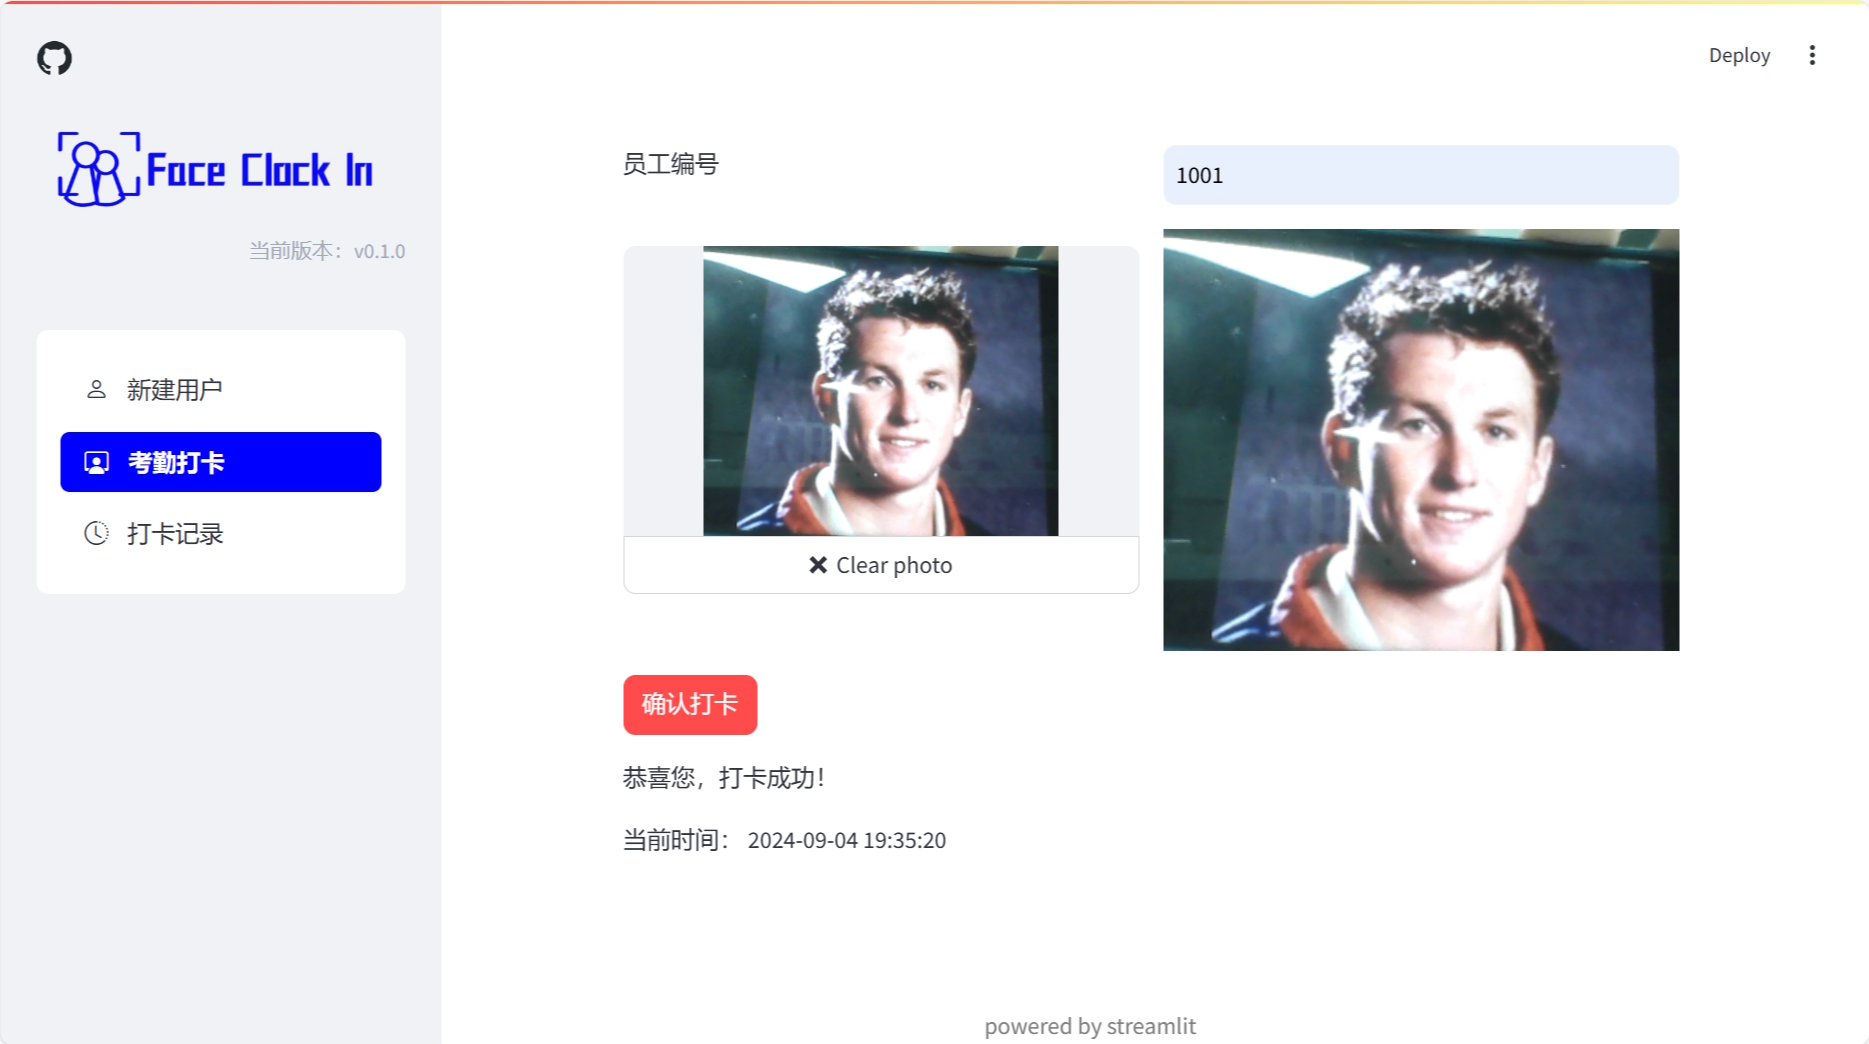 Deploy
Face Clock In
当前版本：v0.1.0
新建用户
考勤打卡
打卡记录
员工编号
1001
Clear photo
确认打卡
恭喜您，打卡成功！
当前时间： 2024-09-04 19:35:20
powered by streamlit